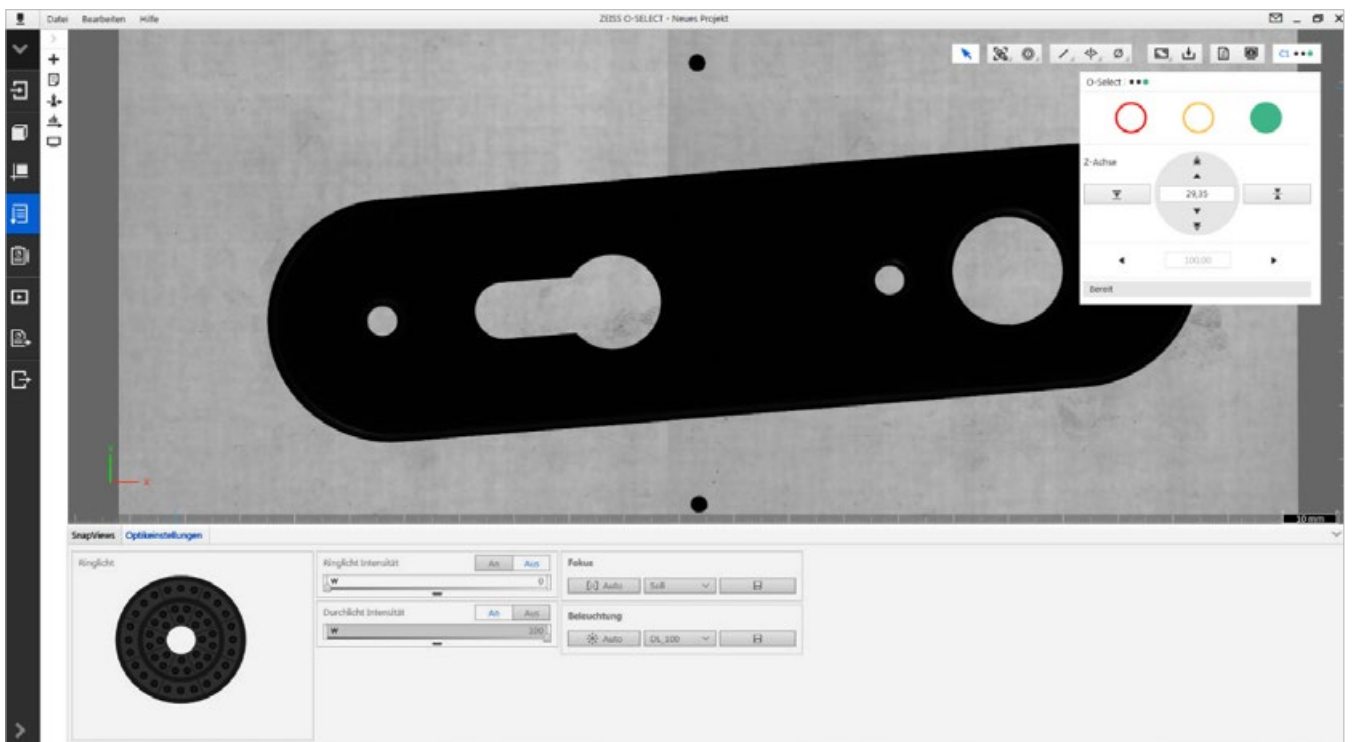 Datei Bearbeiten Hilfe
ZEISS O-SELECT - Neues Projekt
C1
O-Select
Z-Achse
29,35
100,00
Bereit
Y
X
10 mm
SnapViews Optikeinstellungen
Ringlicht
Ringlicht Intensität An Aus
W 0
Durchlicht Intensität An Aus
W 100
Fokus
Auto Soll
Beleuchtung
Auto DL_100